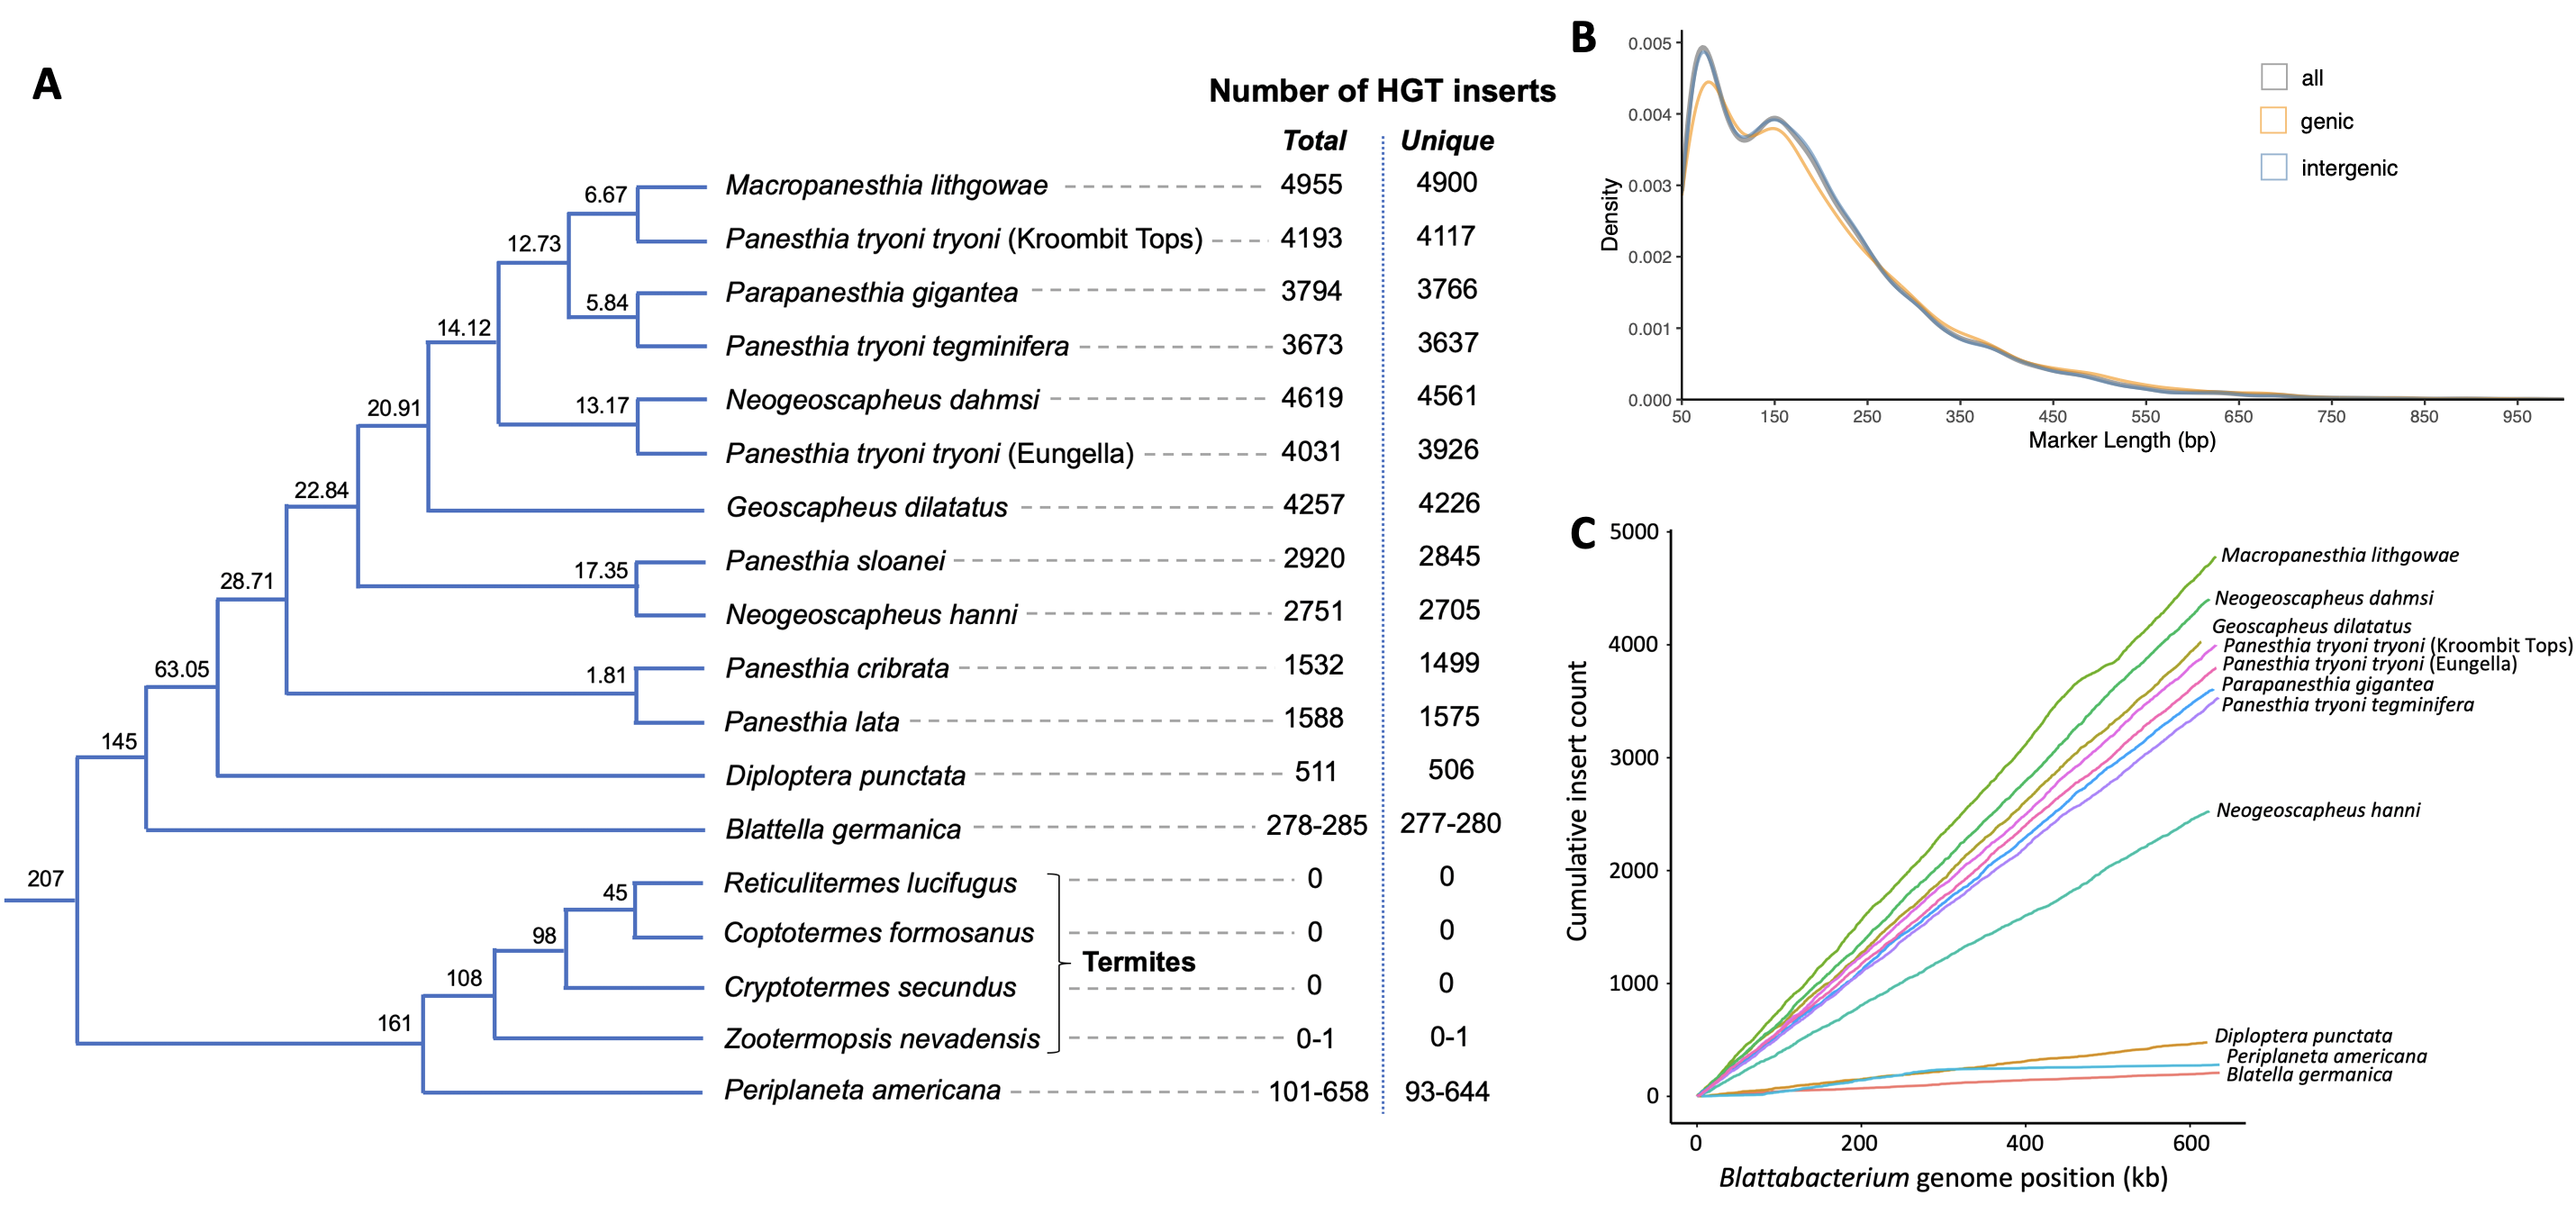 A
Number of HGT inserts
Total Unique
6.67 Macropanesthia lithgowae 4955 4900
12.73 Panesthia tryoni tryoni (Kroombit Tops) 4193 4117
5.84 Parapanesthia gigantea 3794 3766
14.12 Panesthia tryoni tegminifera 3673 3637
13.17 Neogeoscapheus dahmsi 4619 4561
20.91 Panesthia tryoni tryoni (Eungella) 4031 3926
22.84 Geoscapheus dilatatus 4257 4226
17.35 Panesthia sloanei 2920 2845
28.71 Neogeoscapheus hanni 2751 2705
63.05 1.81 Panesthia cribrata 1532 1499
Panesthia lata 1588 1575
145 Diploptera punctata 511 506
Blattella germanica 278-285 277-280
207 45 Reticulitermes lucifugus 0 0
98 Coptotermes formosanus 0 0
Termites
108 Cryptotermes secundus 0 0
161 Zootermopsis nevadensis 0-1 0-1
Periplaneta americana 101-658 93-644
B
Density
0.005
0.004
0.003
0.002
0.001
0.000
50 150 250 350 450 550 650 750 850 950
Marker Length (bp)
all
genic
intergenic
C
Cumulative insert count
5000
4000
3000
2000
1000
0
0 200 400 600
Blattabacterium genome position (kb)
Macropanesthia lithgowae
Neogeoscapheus dahmsi
Geoscapheus dilatatus
Panesthia tryoni tryoni (Kroombit Tops)
Panesthia tryoni tryoni (Eungella)
Parapanesthia gigantea
Panesthia tryoni tegminifera
Neogeoscapheus hanni
Diploptera punctata
Periplaneta americana
Blatella germanica